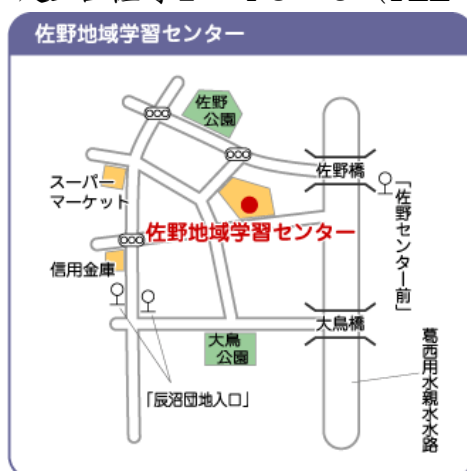 佐野地域学習センター
佐野
公園
佐野橋
スーパー
マーケット
「佐野センター前」
佐野地域学習センター
信用金庫
大鳥橋
大鳥
公園
葛西用水親水水路
「辰沼団地入口」